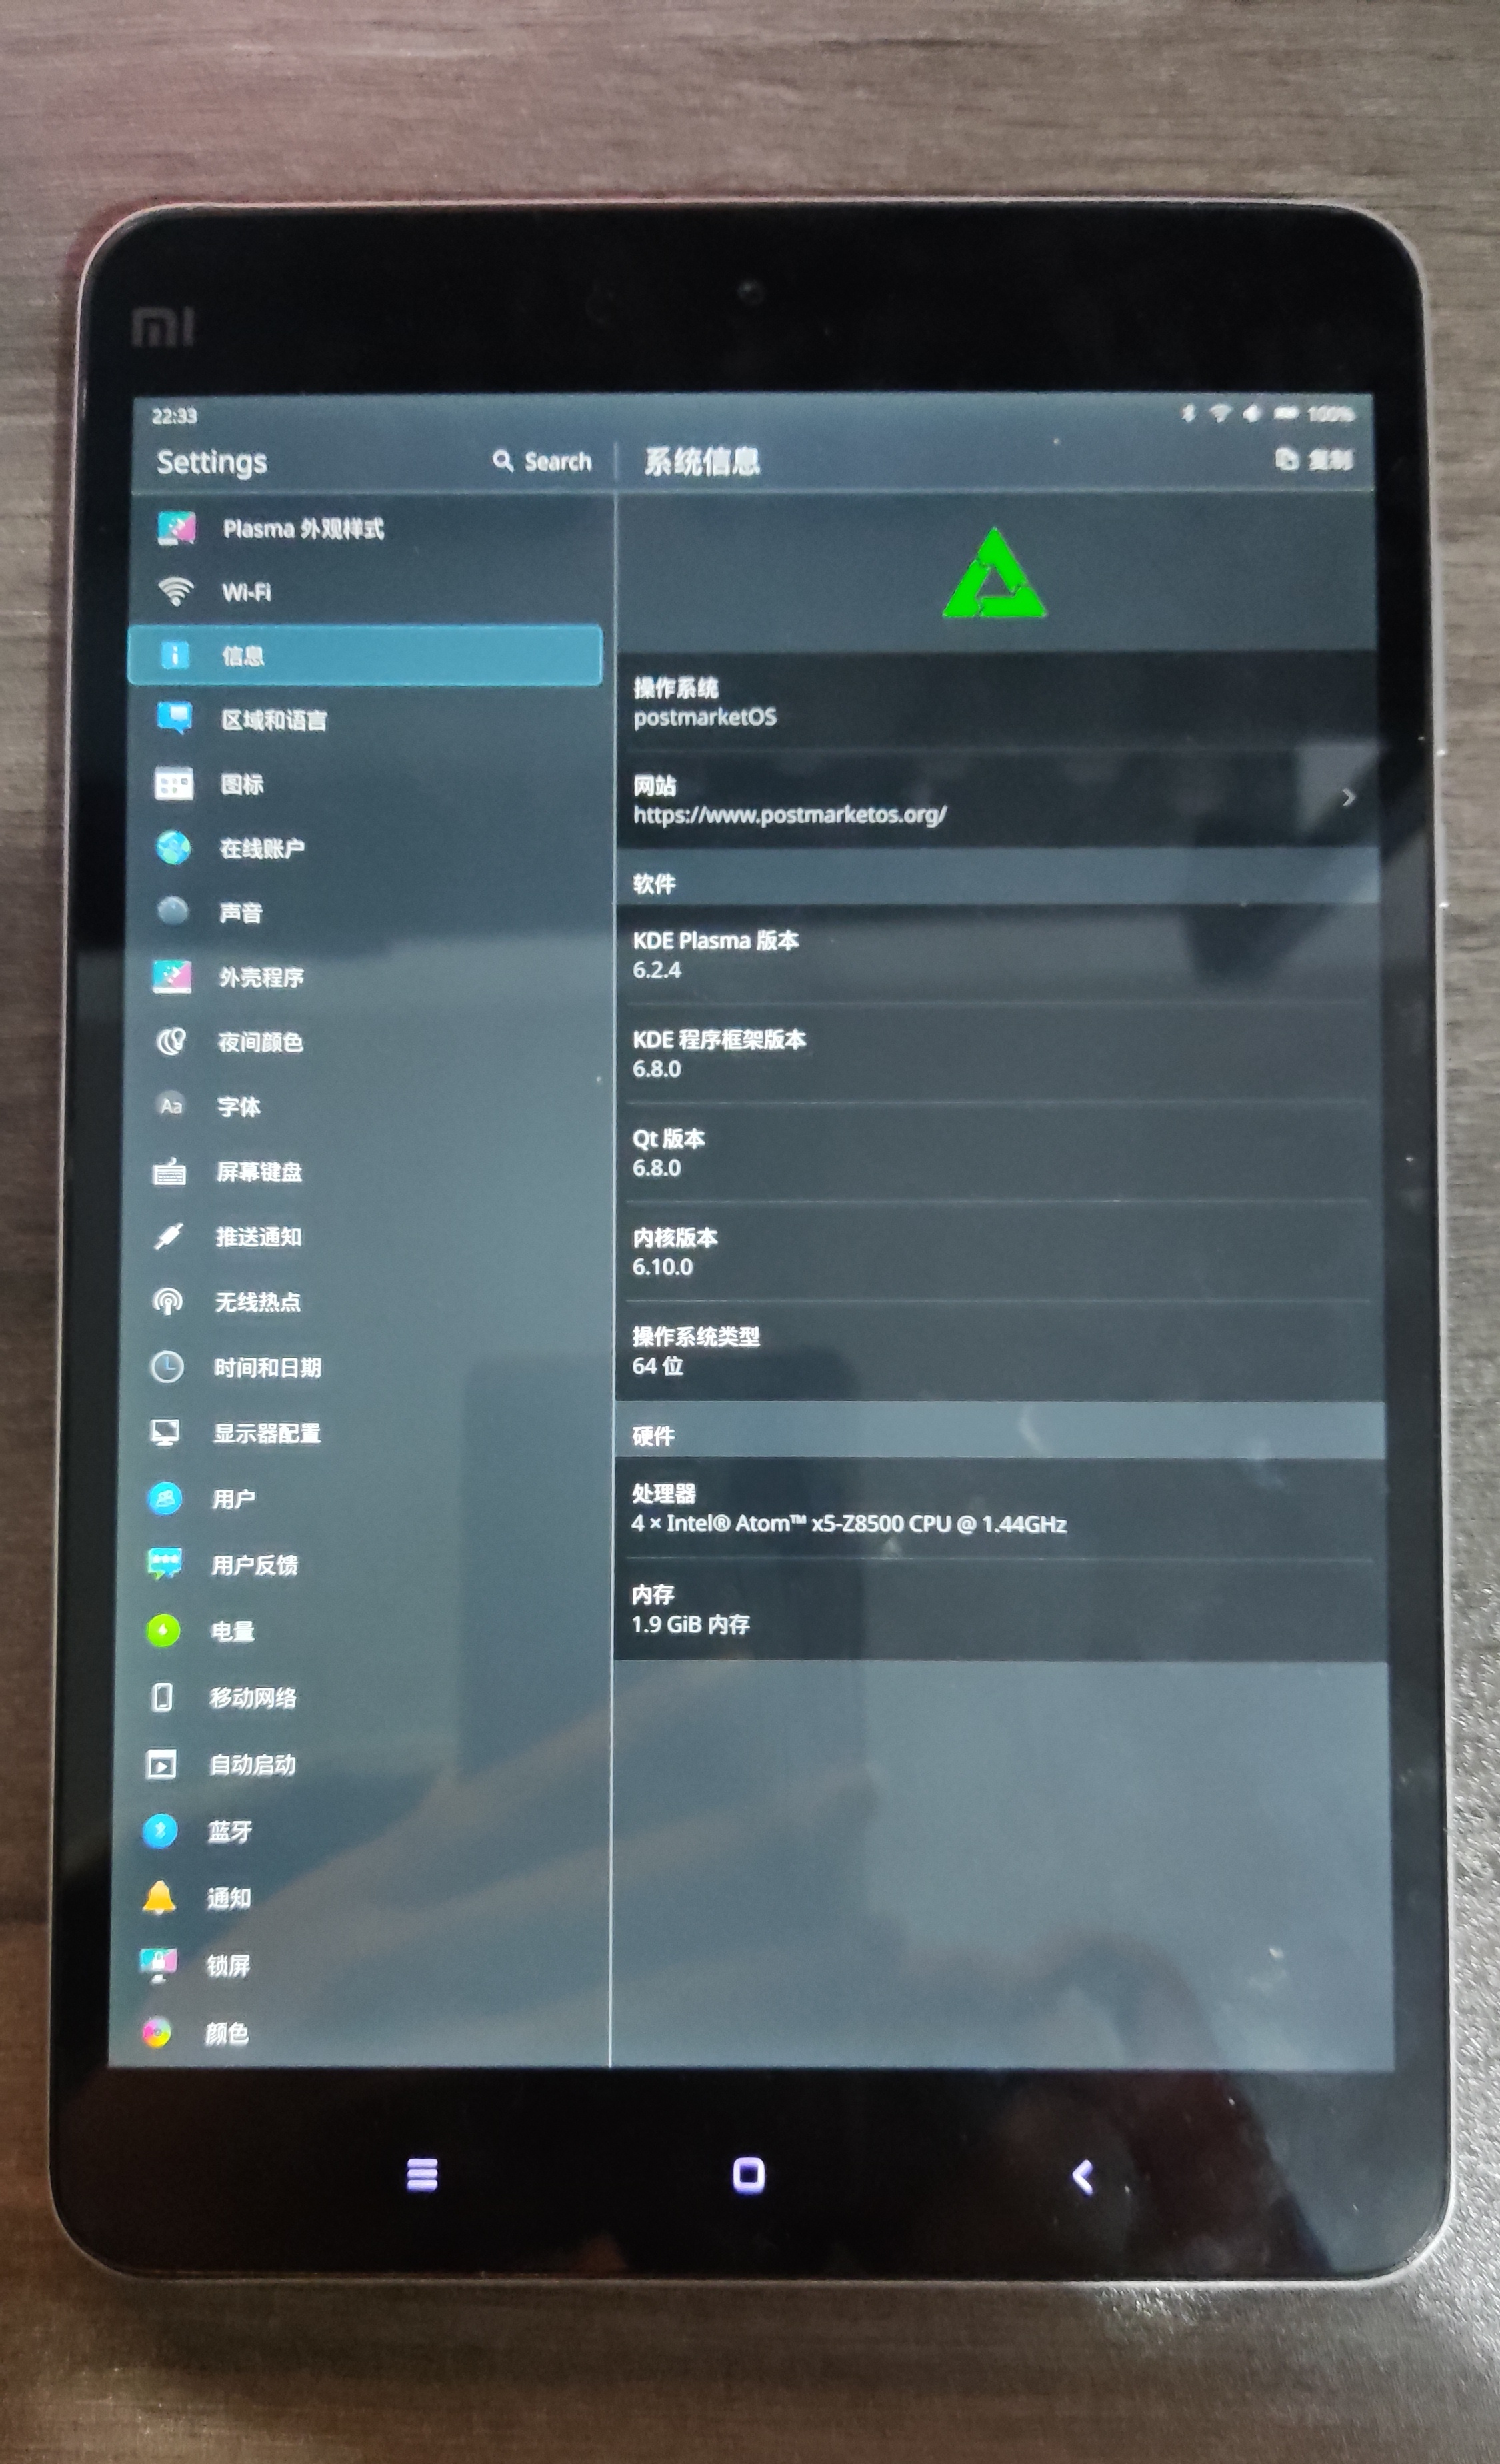 mi
22:33
100%
Settings
Search
系统信息
复制
Plasma 外观样式
Wi-Fi
信息
区域和语言
图标
在线账户
声音
外壳程序
夜间颜色
Aa
字体
屏幕键盘
推送通知
无线热点
时间和日期
显示器配置
用户
用户反馈
电量
移动网络
自动启动
蓝牙
通知
锁屏
颜色
操作系统
postmarketOS
网站
https://www.postmarketos.org/
软件
KDE Plasma 版本
6.2.4
KDE 程序框架版本
6.8.0
Qt 版本
6.8.0
内核版本
6.10.0
操作系统类型
64 位
硬件
处理器
4 × Intel® Atom™ x5-Z8500 CPU @ 1.44GHz
内存
1.9 GiB 内存